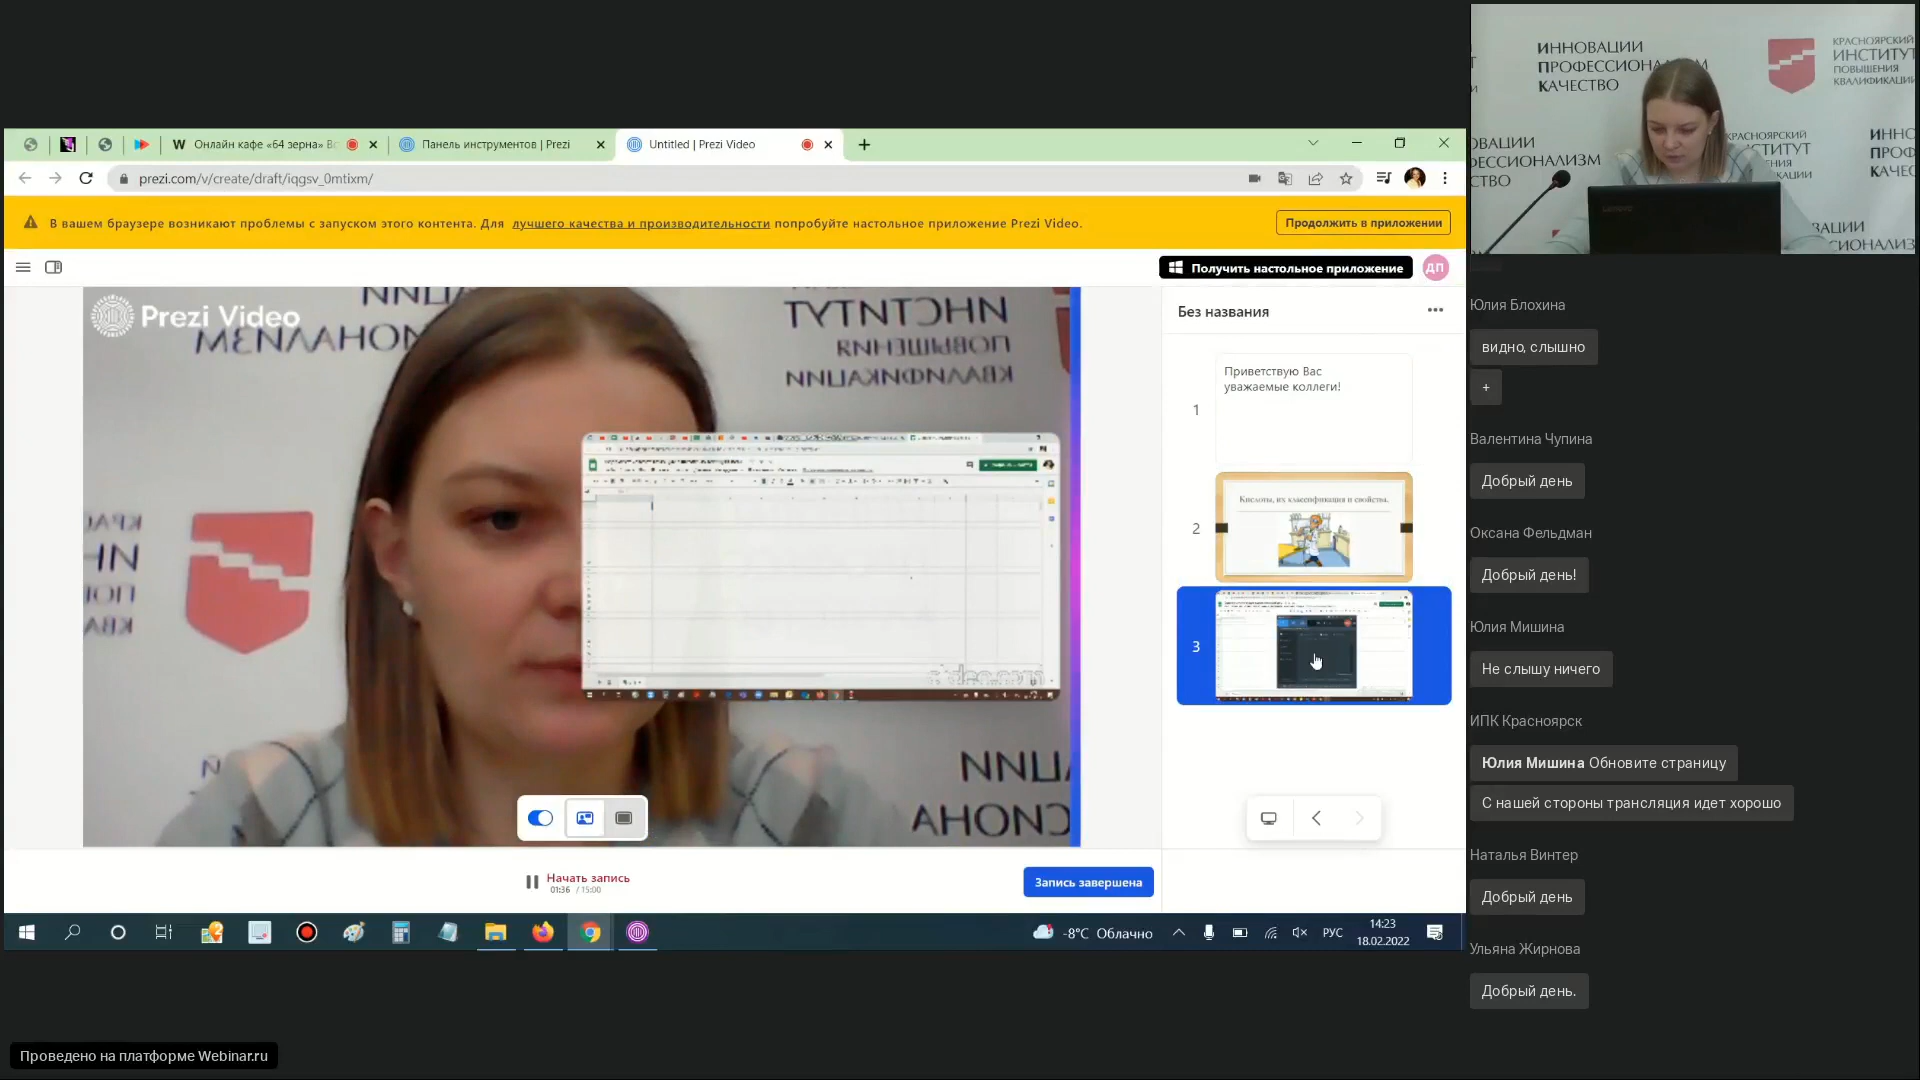 Онлайн кафе «64 зерна»
Панель инструментов | Prezi
Untitled | Prezi Video
prezi.com/v/create/draft/iqgsv_0mtixm/
В вашем браузере возникают проблемы с запуском этого контента. Для лучшего качества и производительности попробуйте настольное приложение Prezi Video.
Продолжить в приложении
Получить настольное приложение
ДП
Prezi Video
Без названия
1
Приветствую Вас
уважаемые коллеги!
2
Кислоты, их классификация и свойства.
3
Начать запись
01:36 / 15:00
Запись завершена
-8°C Облачно
РУС
14:23
18.02.2022
Проведено на платформе Webinar.ru
ИННОВАЦИИ
ПРОФЕССИОНАЛИЗМ
КАЧЕСТВО
КРАСНОЯРСКИЙ
ИНСТИТУТ
ПОВЫШЕНИЯ
КВАЛИФИКАЦИИ
Юлия Блохина
видно, слышно
+
Валентина Чупина
Добрый день
Оксана Фельдман
Добрый день!
Юлия Мишина
Не слышу ничего
ИПК Красноярск
Юлия Мишина Обновите страницу
С нашей стороны трансляция идет хорошо
Наталья Винтер
Добрый день
Ульяна Жирнова
Добрый день.